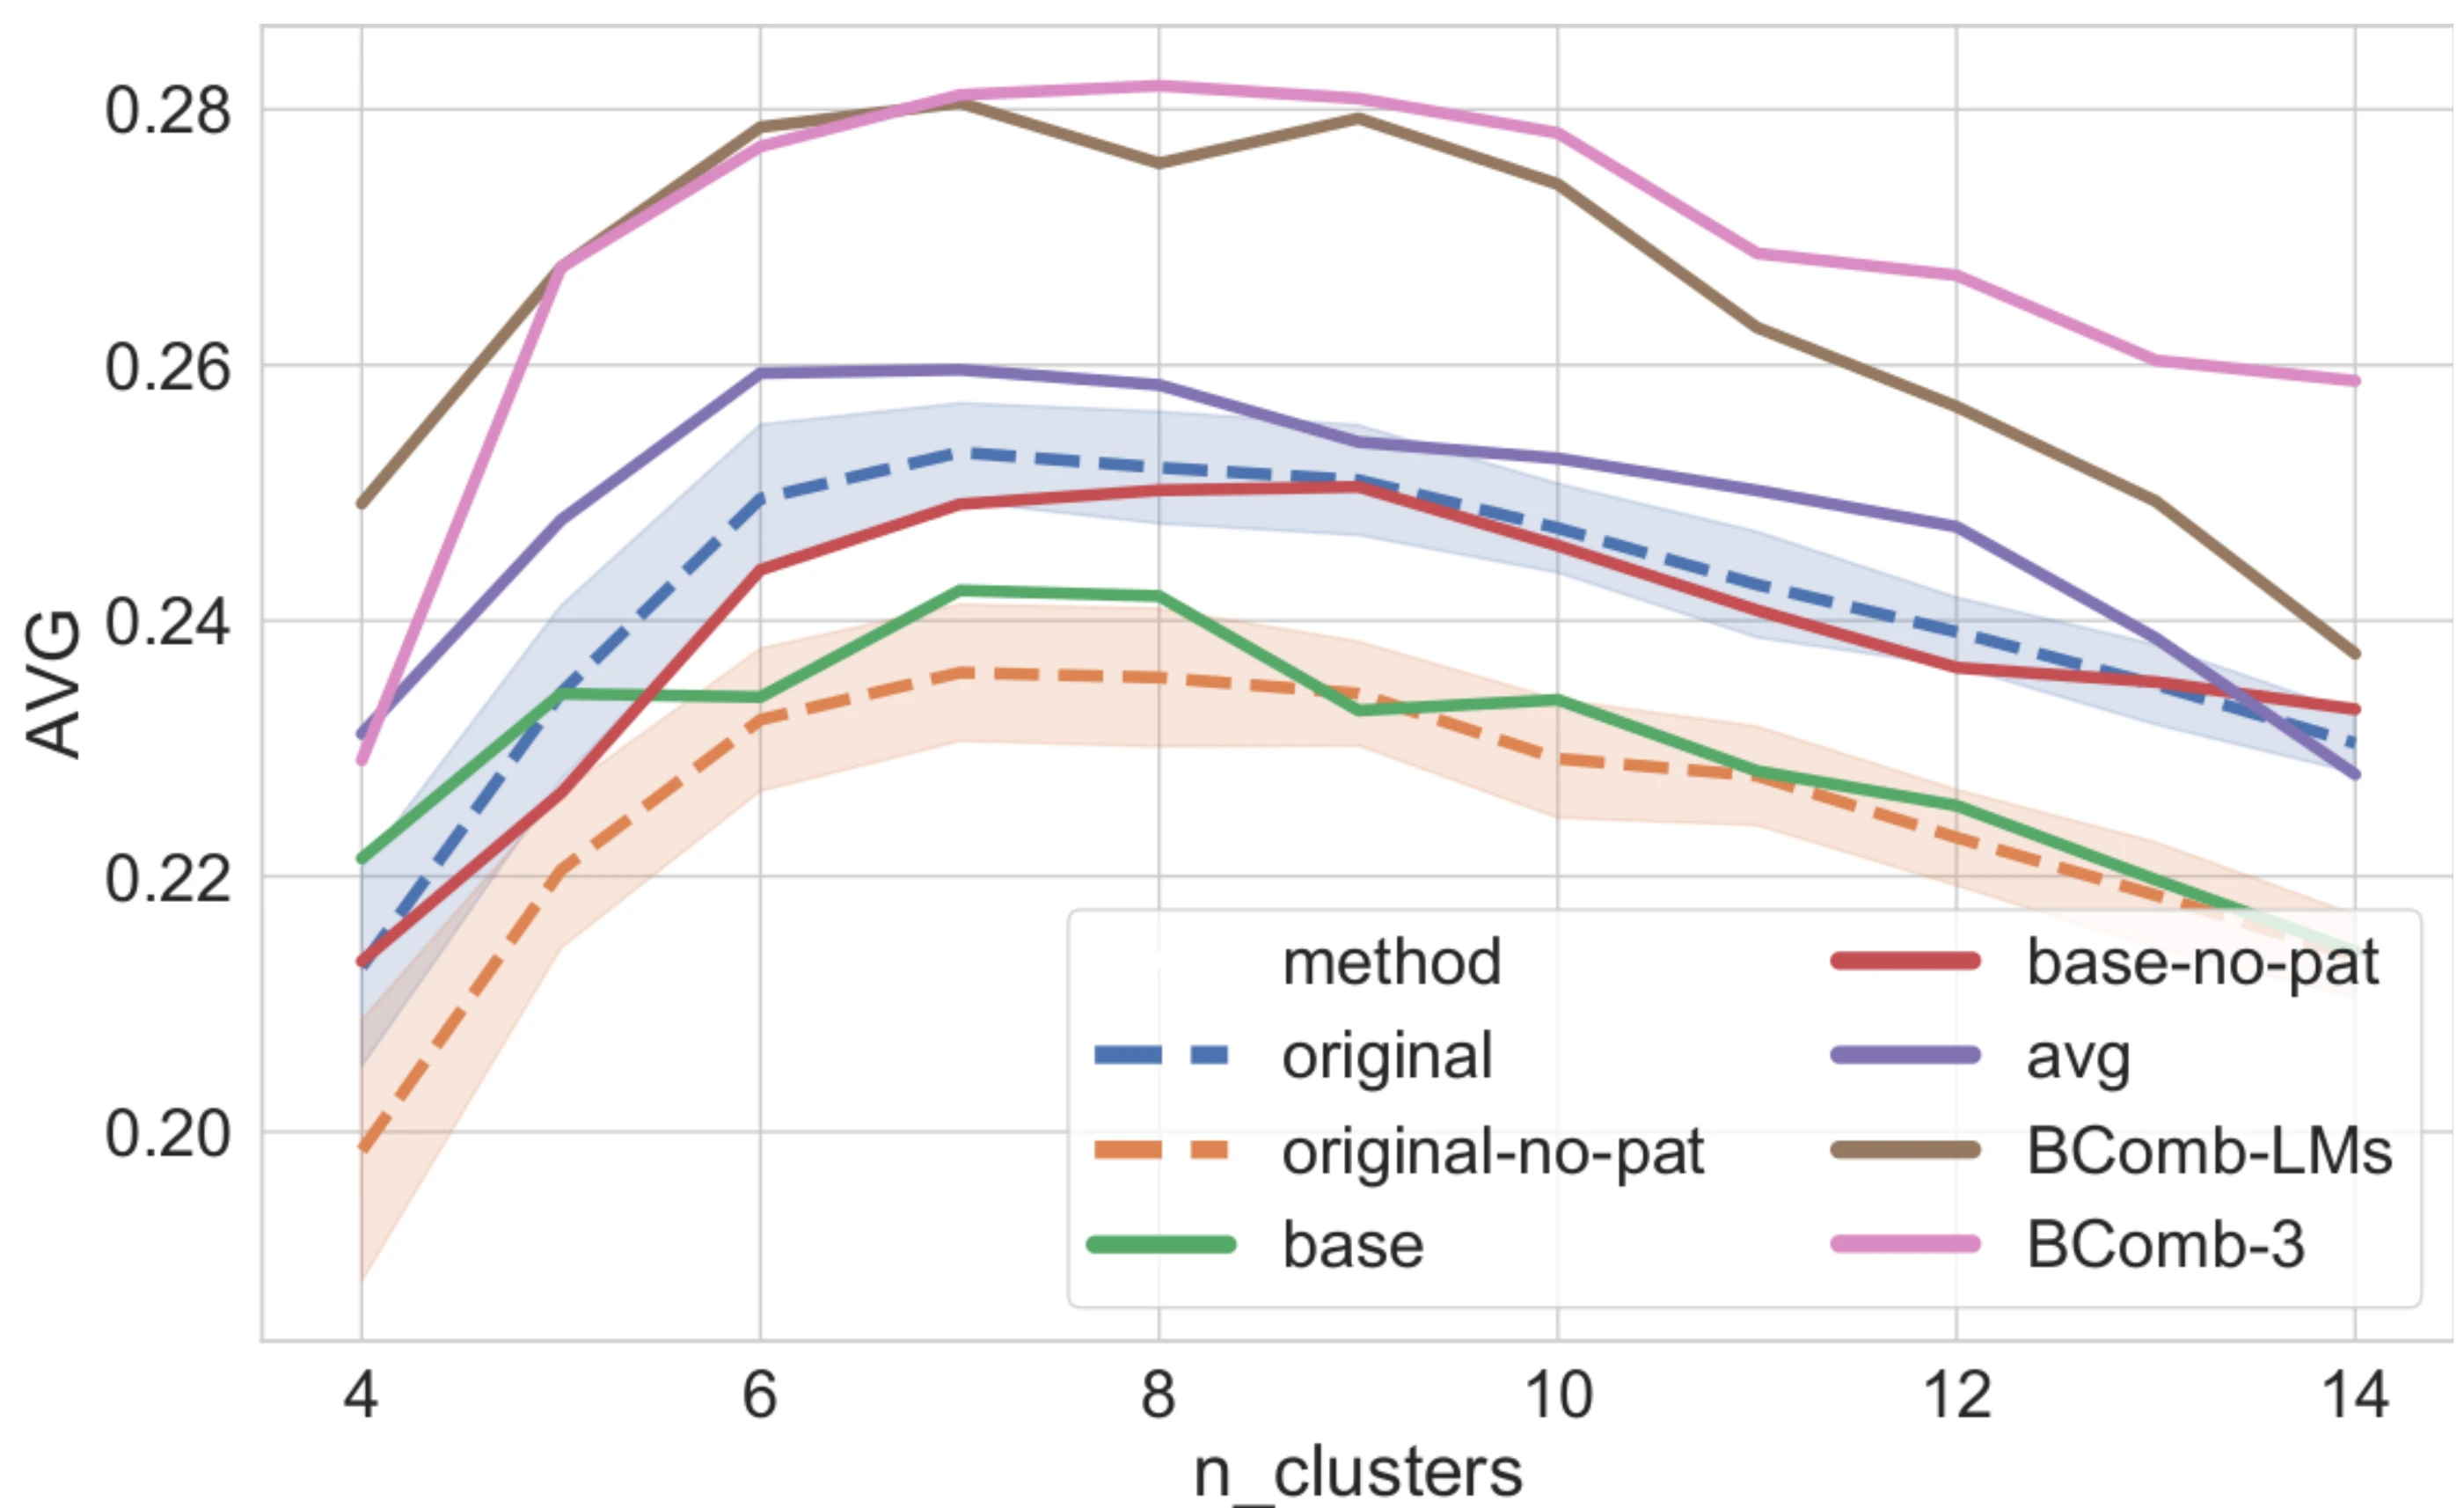 AVG
0.28
0.26
0.24
0.22
0.20
4 6 8 10 12 14
n_clusters
method
original
original-no-pat
base
base-no-pat
avg
BComb-LMs
BComb-3